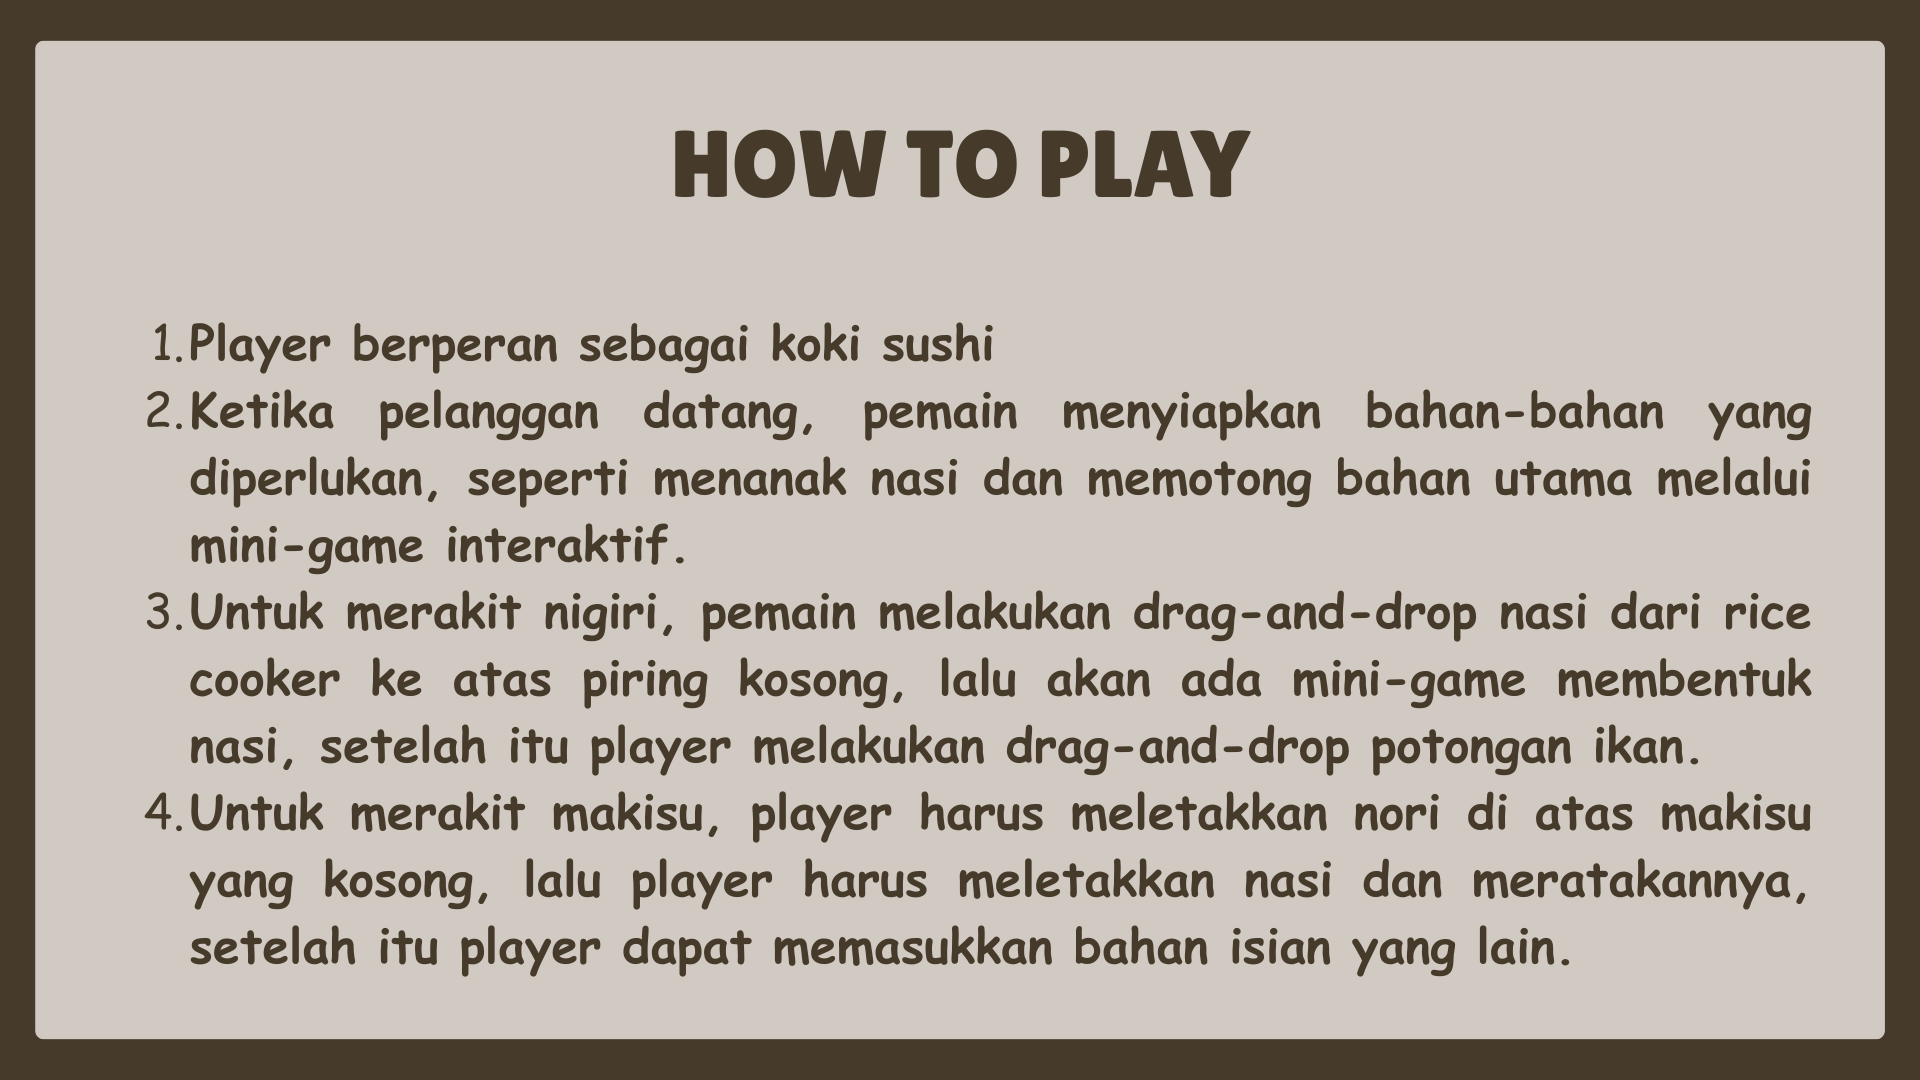 HOW TO PLAY
1. Player berperan sebagai koki sushi
2. Ketika pelanggan datang, pemain menyiapkan bahan-bahan yang
diperlukan, seperti menanak nasi dan memotong bahan utama melalui
mini-game interaktif.
3. Untuk merakit nigiri, pemain melakukan drag-and-drop nasi dari rice
cooker ke atas piring kosong, lalu akan ada mini-game membentuk
nasi, setelah itu player melakukan drag-and-drop potongan ikan.
4. Untuk merakit makisu, player harus meletakkan nori di atas makisu
yang kosong, lalu player harus meletakkan nasi dan meratakannya,
setelah itu player dapat memasukkan bahan isian yang lain.